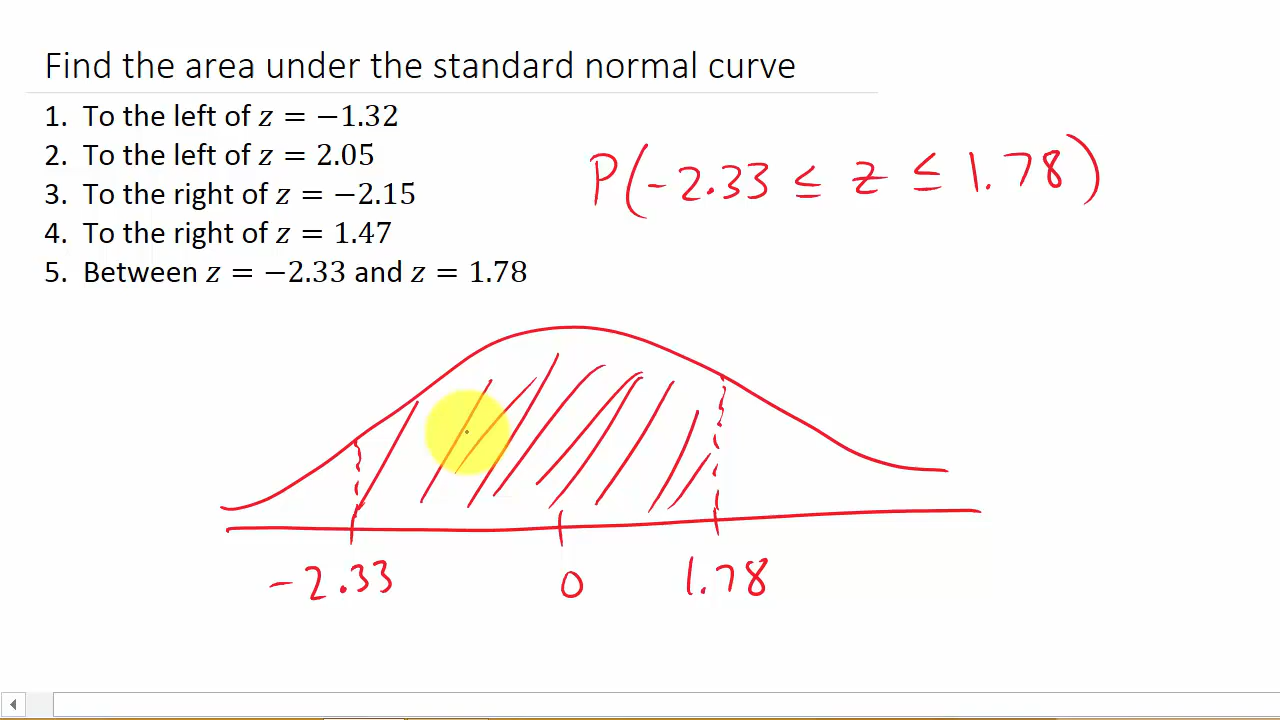 Find the area under the standard normal curve
1. To the left of z = −1.32
2. To the left of z = 2.05
3. To the right of z = −2.15
4. To the right of z = 1.47
5. Between z = −2.33 and z = 1.78
P(-2.33 ≤ z ≤ 1.78)
-2.33 0 1.78